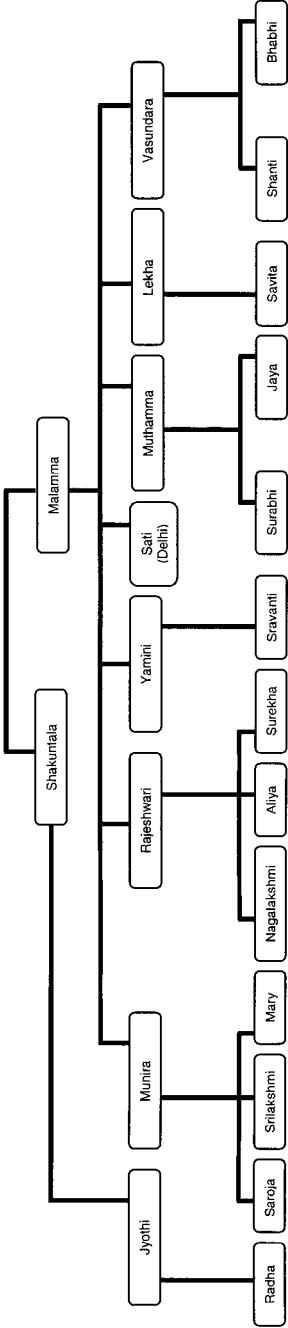 Shakuntala
Malamma
Jyothi
Munira
Rajeshwari
Yamini
Sati
(Delhi)
Muthamma
Lekha
Vasundara
Radha
Saroja
Srilakshmi
Mary
Nagalakshmi
Aliya
Surekha
Sravanti
Surabhi
Jaya
Savita
Shanti
Bhabhi